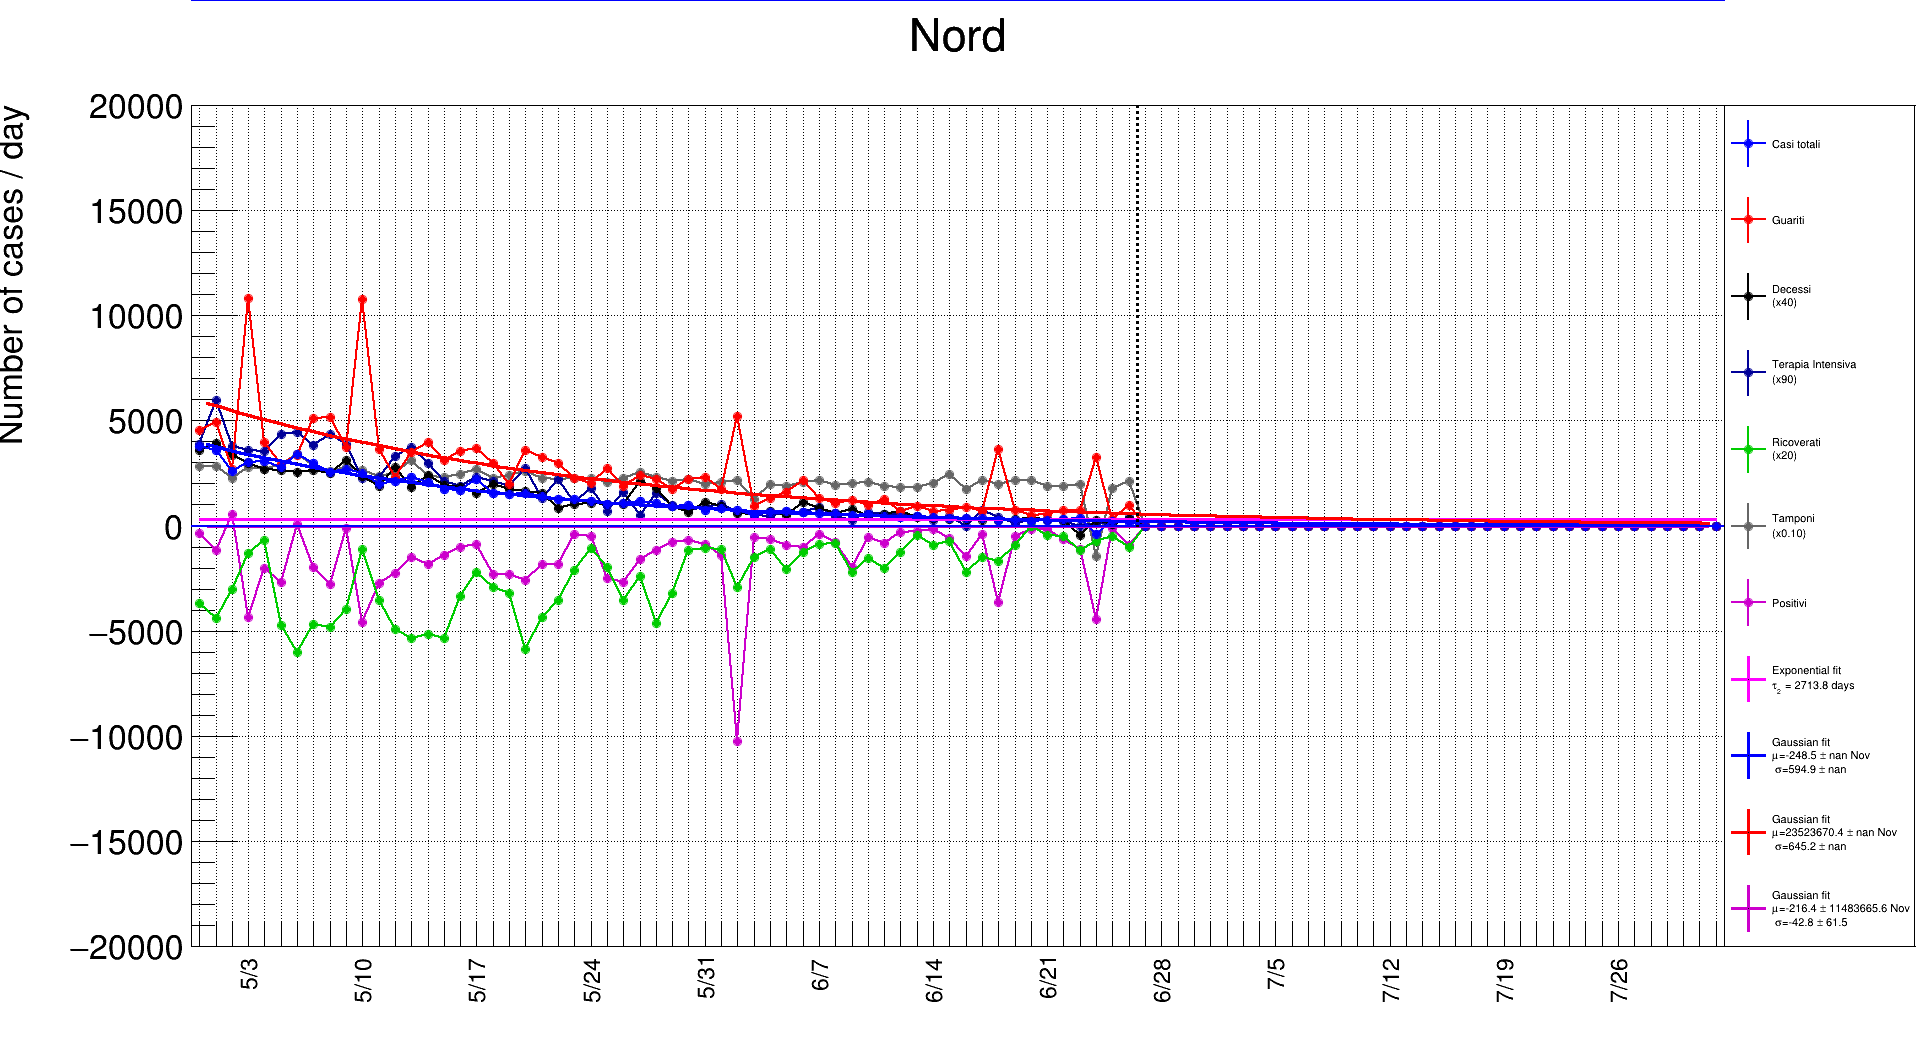 Nord
Number of cases / day
20000
15000
10000
5000
0
−5000
−10000
−15000
−20000
5/3
5/10
5/17
5/24
5/31
6/7
6/14
6/21
6/28
7/5
7/12
7/19
7/26
Casi totali
Guariti
Decessi
(x40)
Terapia Intensiva
(x90)
Ricoverati
(x20)
Tamponi
(x0.10)
Positivi
Exponential fit
τ2 = 2713.8 days
Gaussian fit
μ=-248.5 ± nan Nov
σ=594.9 ± nan
Gaussian fit
μ=23523670.4 ± nan Nov
σ=645.2 ± nan
Gaussian fit
μ=-216.4 ± 11483665.6 Nov
σ=-42.8 ± 61.5